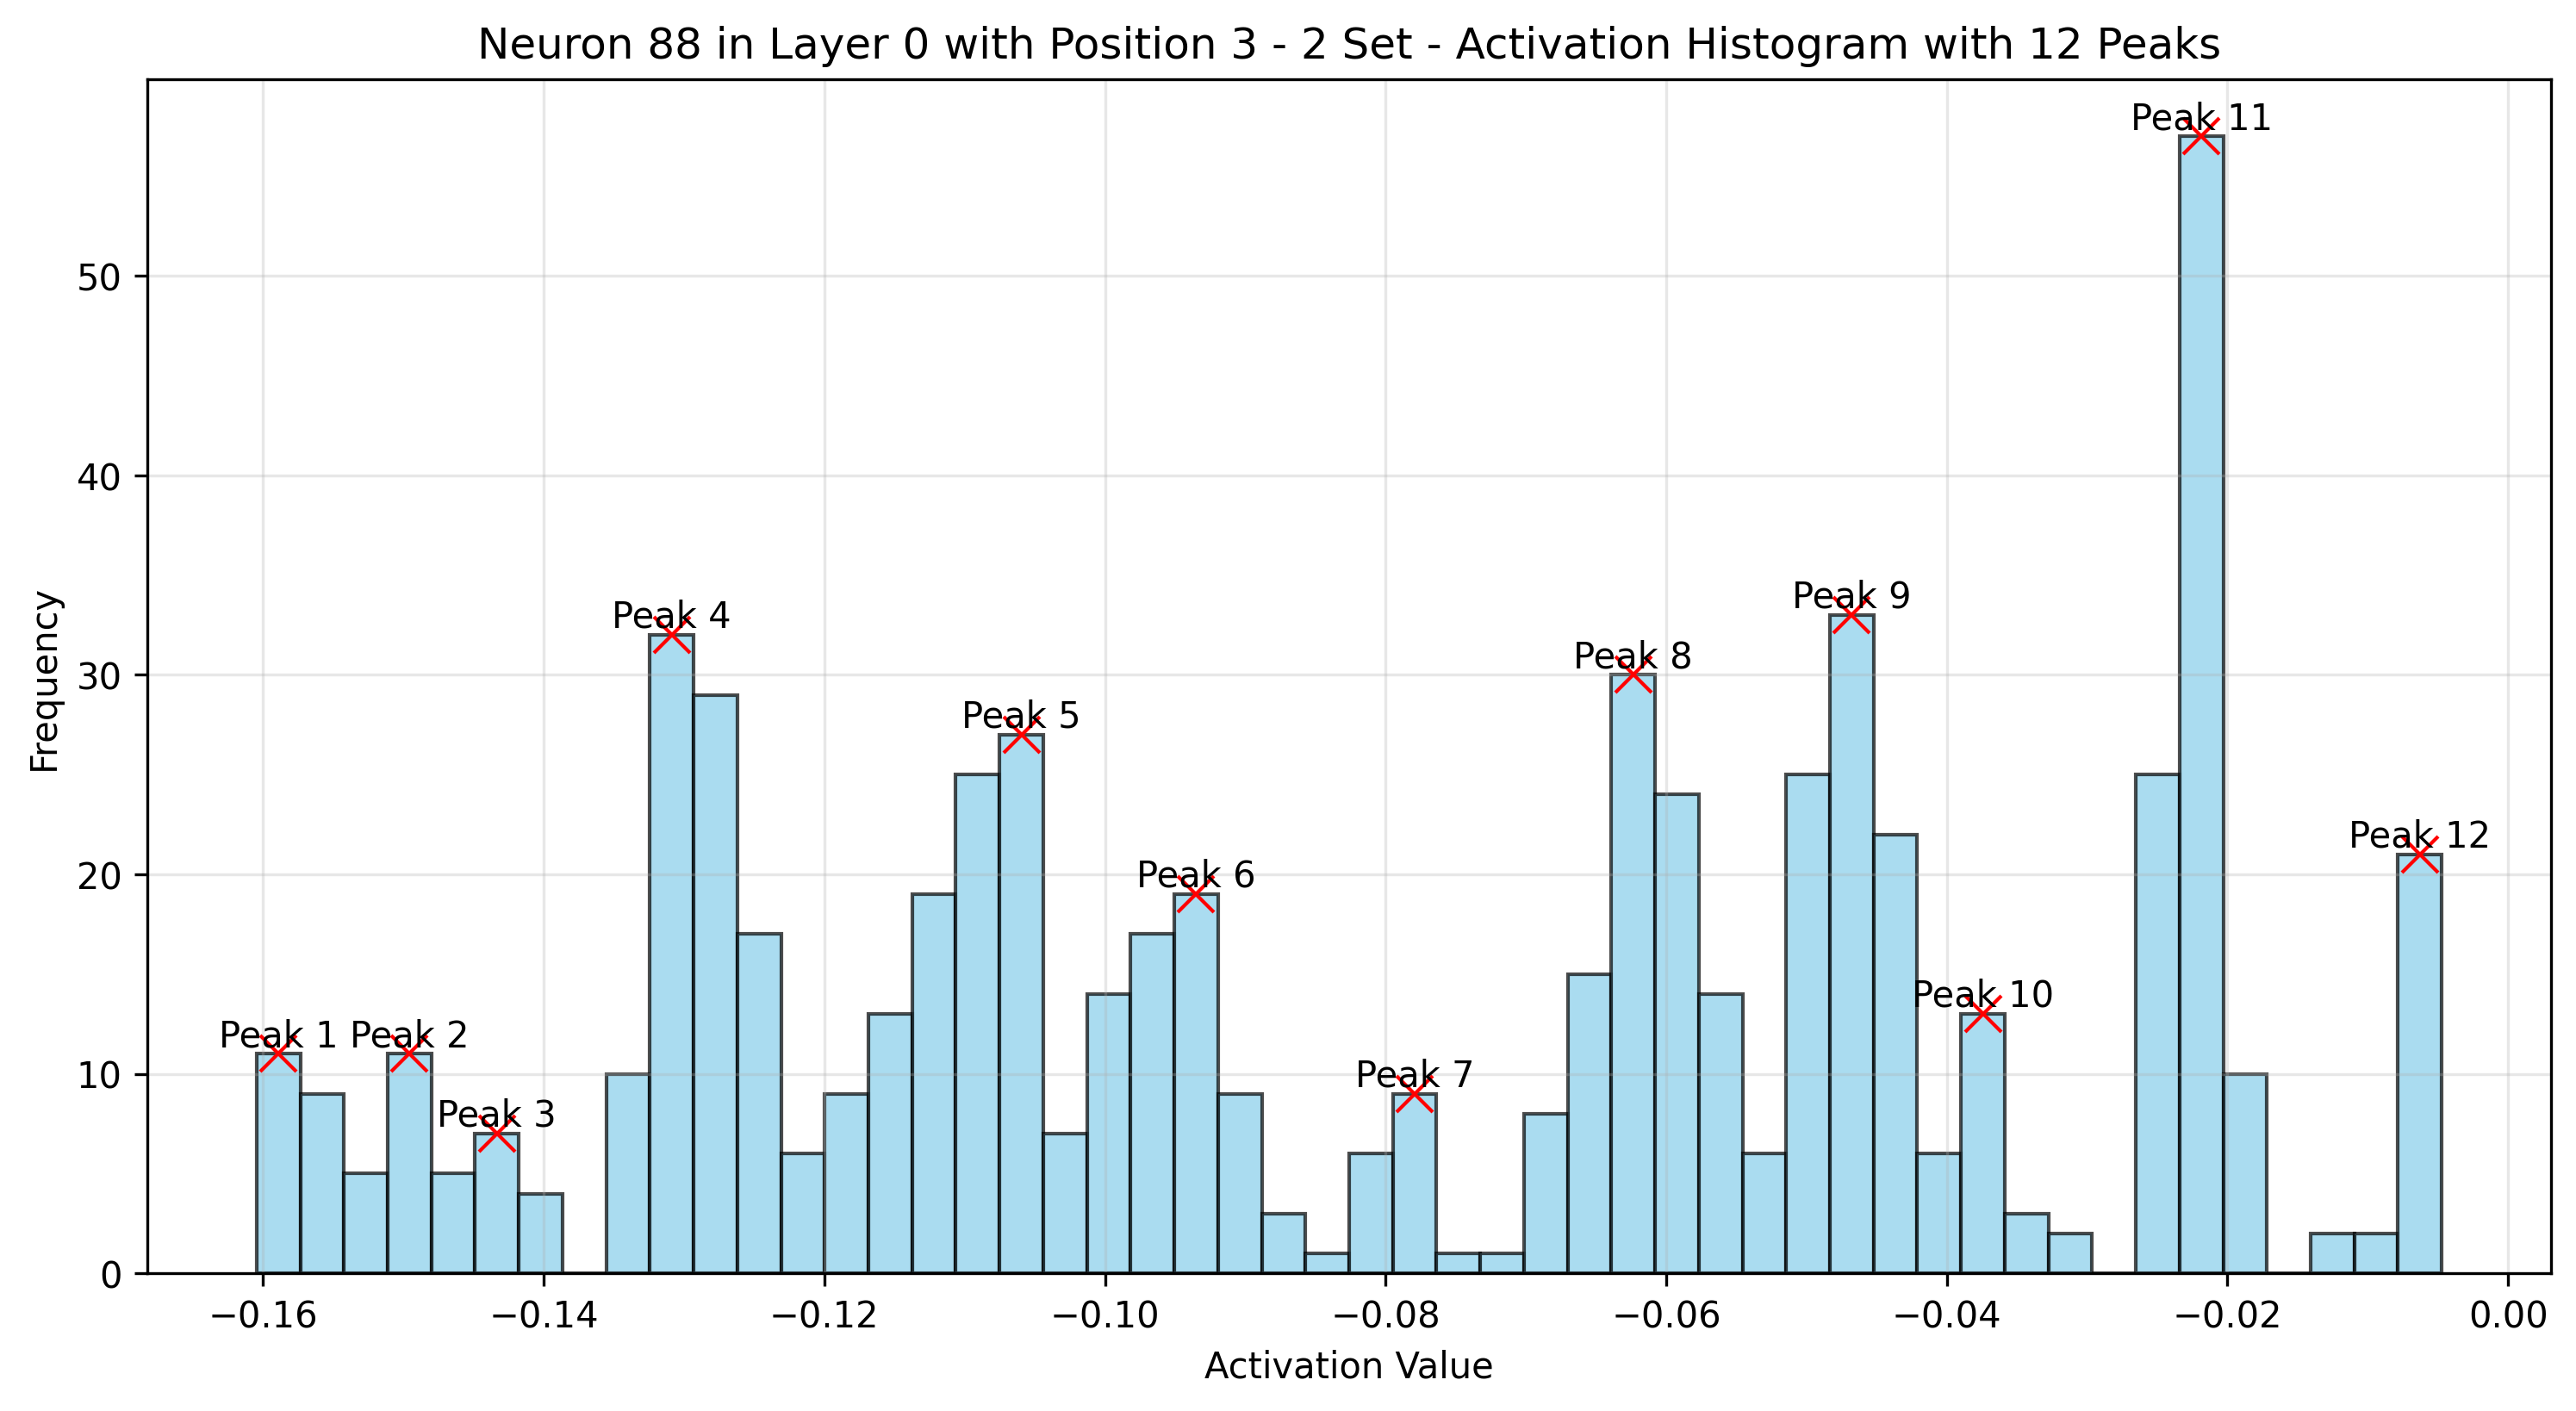 Neuron 88 in Layer 0 with Position 3 - 2 Set - Activation Histogram with 12 Peaks
Peak 11
50
40
Peak 4
Peak 9
30
Peak 8
Peak 5
Frequency
Peak 12
20
Peak 6
Peak 10
Peak 1
Peak 2
10
Peak 7
Peak 3
0
−0.16
−0.14
−0.12
−0.10
−0.08
−0.06
−0.04
−0.02
0.00
Activation Value